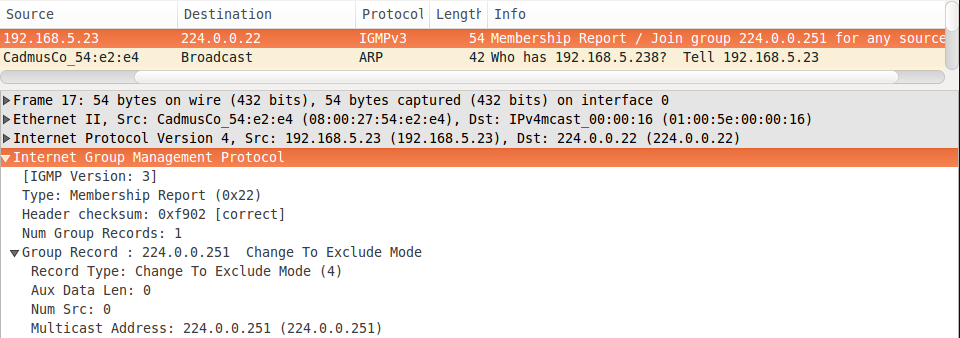 Source Destination Protocol Length Info
192.168.5.23 224.0.0.22 IGMPv3 54 Membership Report / Join group 224.0.0.251 for any source
CadmusCo_54:e2:e4 Broadcast ARP 42 Who has 192.168.5.238? Tell 192.168.5.23
Frame 17: 54 bytes on wire (432 bits), 54 bytes captured (432 bits) on interface 0
Ethernet II, Src: CadmusCo_54:e2:e4 (08:00:27:54:e2:e4), Dst: IPv4mcast_00:00:16 (01:00:5e:00:00:16)
Internet Protocol Version 4, Src: 192.168.5.23 (192.168.5.23), Dst: 224.0.0.22 (224.0.0.22)
Internet Group Management Protocol
[IGMP Version: 3]
Type: Membership Report (0x22)
Header checksum: 0xf902 [correct]
Num Group Records: 1
Group Record : 224.0.0.251 Change To Exclude Mode
Record Type: Change To Exclude Mode (4)
Aux Data Len: 0
Num Src: 0
Multicast Address: 224.0.0.251 (224.0.0.251)